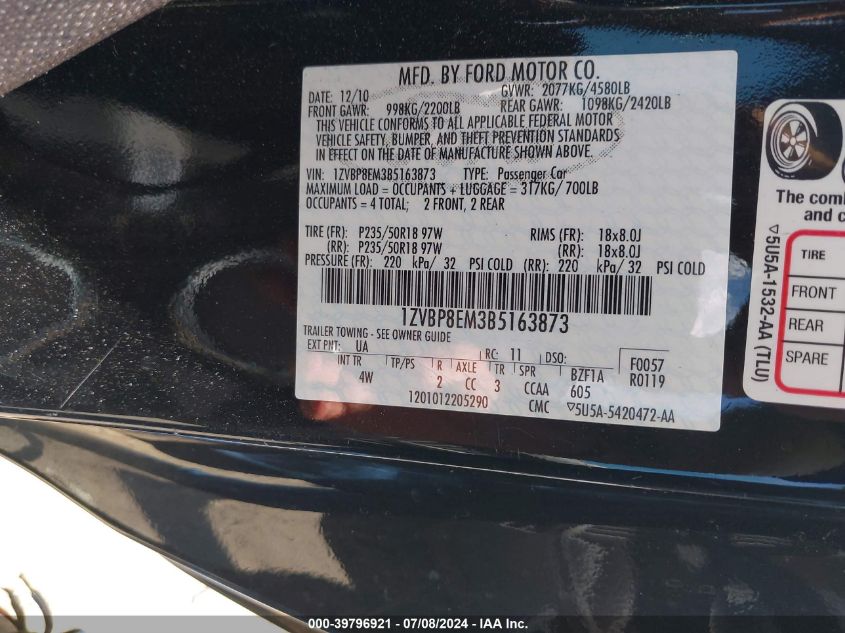 MFD. BY FORD MOTOR CO.
DATE: 12/10 GVWR: 2077KG/4580LB
FRONT GAWR: 998KG/2200LB REAR GAWR: 1098KG/2420LB
THIS VEHICLE CONFORMS TO ALL APPLICABLE FEDERAL MOTOR
VEHICLE SAFETY, BUMPER, AND THEFT PREVENTION STANDARDS
IN EFFECT ON THE DATE OF MANUFACTURE SHOWN ABOVE.
VIN: 1ZVBP8EM3B5163873 TYPE: Passenger Car
MAXIMUM LOAD = OCCUPANTS + LUGGAGE = 317KG/ 700LB
OCCUPANTS = 4 TOTAL; 2 FRONT, 2 REAR
TIRE (FR): P235/50R18 97W RIMS (FR): 18x8.0J
(RR): P235/50R18 97W (RR): 18x8.0J
PRESSURE (FR): 220 kPa/ 32 PSI COLD (RR): 220 kPa/ 32 PSI COLD
1ZVBP8EM3B5163873
TRAILER TOWING - SEE OWNER GUIDE
EXT PNT: UA RC: 11 DSO: F0057
INT TR TP/PS R AXLE TR SPR BZF1A R0119
4W 2 CC 3 CCAA 605
1201012205290 CMC ▽5U5A-5420472-AA
The comb
and c
TIRE
FRONT
REAR
SPARE
▽5U5A-1532-AA (TLU)
000-39796921 / 07/08/2024 - IAA Inc.